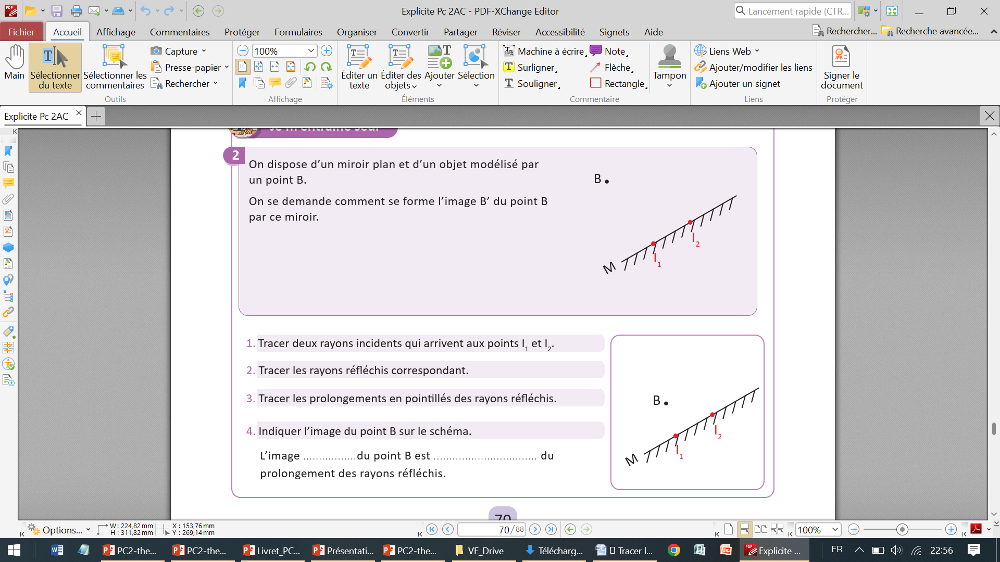 Explicite Pc 2AC - PDF-XChange Editor
Lancement rapide (CTR...
Fichier Accueil Affichage Commentaires Protéger Formulaires Organiser Convertir Partager Réviser Accessibilité Signets Aide Rechercher... Recherche avancée...
Main
Sélectionner du texte
Sélectionner les commentaires
Capture
Presse-papier
Rechercher
Outils
100%
Affichage
Éditer un texte
Éditer des objets
Ajouter
Sélection
Éléments
Machine à écrire
Surligner
Souligner
Note
Flèche
Rectangle
Tampon
Commentaire
Liens Web
Ajouter/modifier les liens
Ajouter un signet
Liens
Signer le document
Protéger
Explicite Pc 2AC
Je m'entraîne seul
2
On dispose d’un miroir plan et d’un objet modélisé par
un point B.
On se demande comment se forme l’image B’ du point B
par ce miroir.
B
I2
I1
M
1. Tracer deux rayons incidents qui arrivent aux points I1 et I2.
2. Tracer les rayons réfléchis correspondant.
3. Tracer les prolongements en pointillés des rayons réfléchis.
4. Indiquer l’image du point B sur le schéma.
L’image .................du point B est ................................. du
prolongement des rayons réfléchis.
B
I2
I1
M
70
Options...
W : 224,82 mm
H : 311,82 mm
X : 153,76 mm
Y : 269,14 mm
70 / 88
100%
PC2-the...
PC2-the...
Livret_PC...
Présentati...
PC2-the...
VF_Drive
Télécharg...
Tracer l...
Explicite ...
FR
22:56